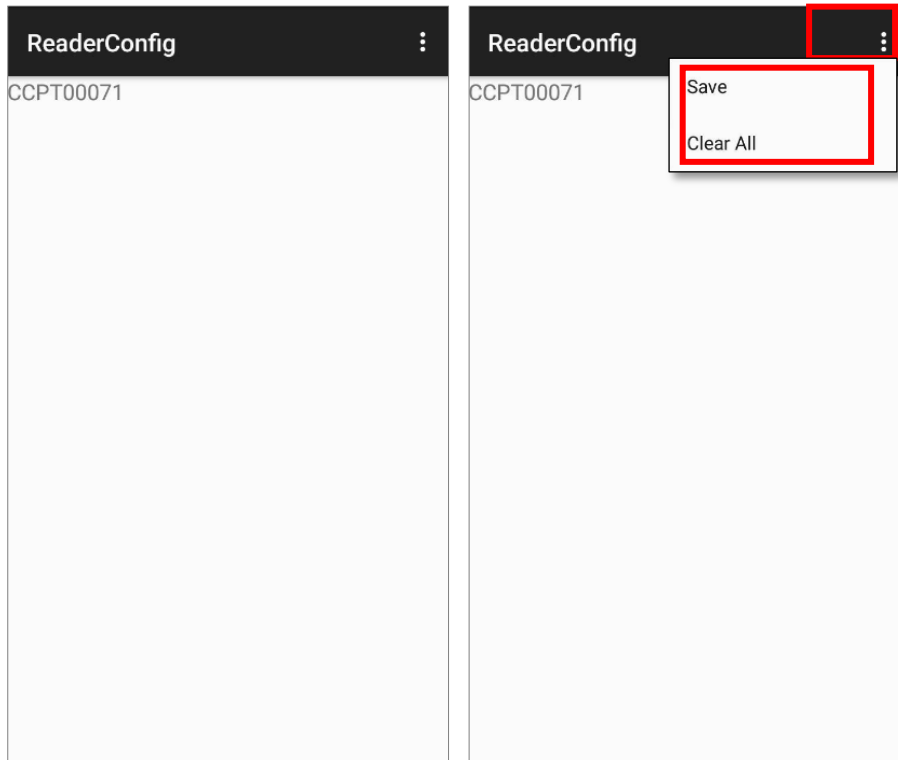 ReaderConfig
CCPT00071
ReaderConfig
CCPT00071
Save
Clear All